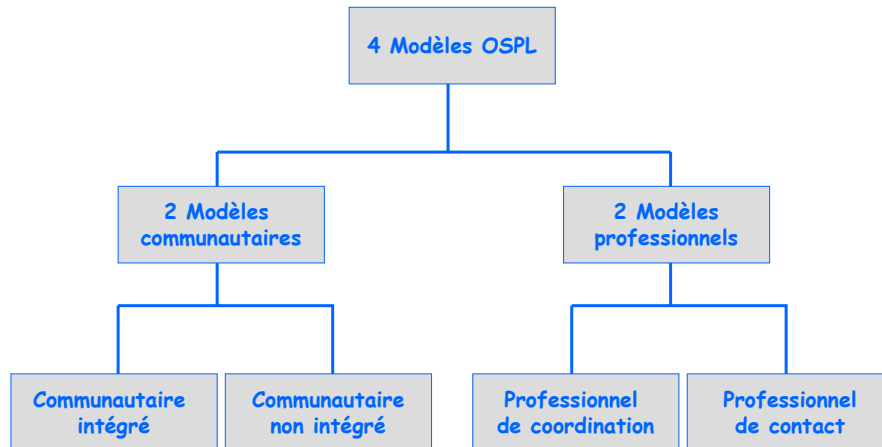 4 Modèles OSPL
2 Modèles
communautaires
2 Modèles
professionnels
Communautaire
intégré
Communautaire
non intégré
Professionnel
de coordination
Professionnel
de contact